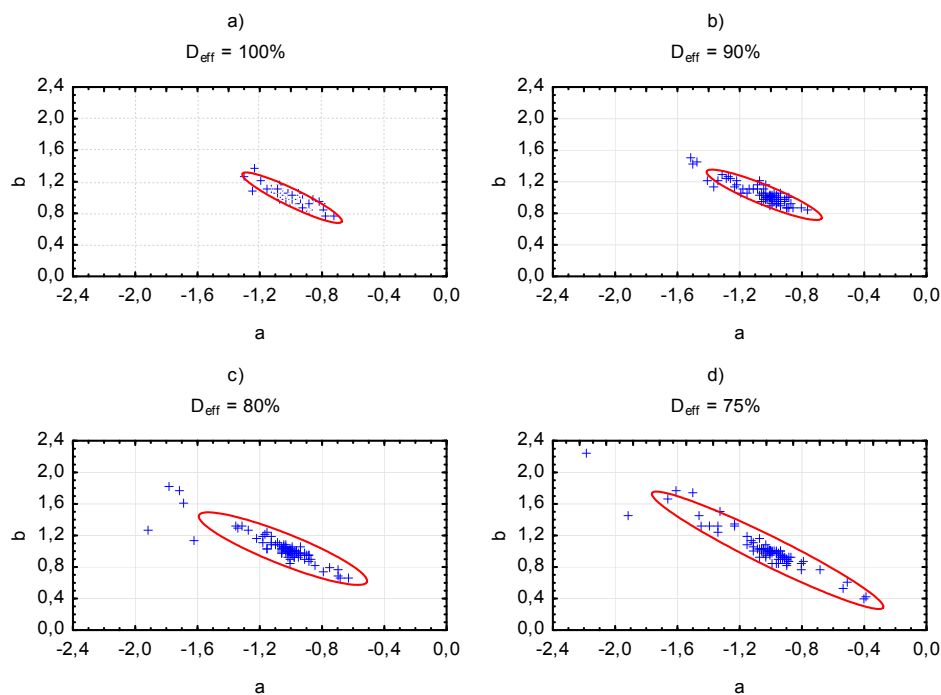 a)
D_eff = 100%
2,4
2,0
1,6
1,2
0,8
0,4
0,0
b
-2,4 -2,0 -1,6 -1,2 -0,8 -0,4 0,0
a
b)
D_eff = 90%
2,4
2,0
1,6
1,2
0,8
0,4
0,0
b
-2,4 -2,0 -1,6 -1,2 -0,8 -0,4 0,0
a
c)
D_eff = 80%
2,4
2,0
1,6
1,2
0,8
0,4
0,0
b
-2,4 -2,0 -1,6 -1,2 -0,8 -0,4 0,0
a
d)
D_eff = 75%
2,4
2,0
1,6
1,2
0,8
0,4
0,0
b
-2,4 -2,0 -1,6 -1,2 -0,8 -0,4 0,0
a